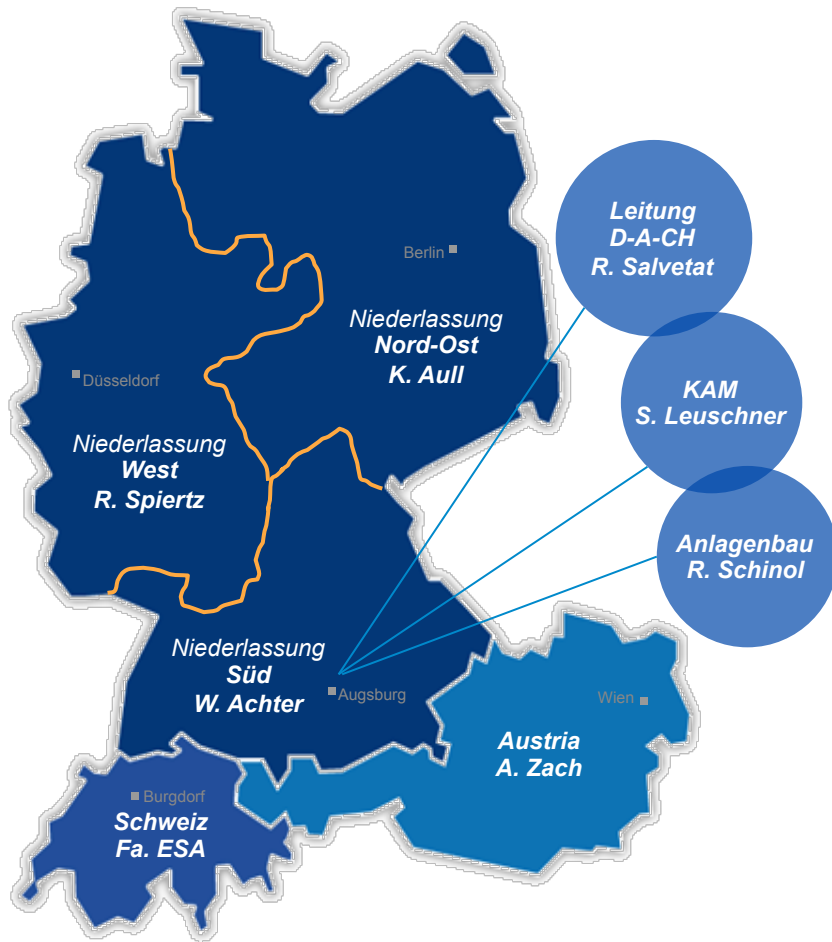 Leitung
D-A-CH
R. Salvetat
Berlin
Niederlassung
Nord-Ost
K. Aull
Düsseldorf
KAM
S. Leuschner
Niederlassung
West
R. Spiertz
Anlagenbau
R. Schinol
Niederlassung
Süd
W. Achter
Augsburg
Wien
Austria
A. Zach
Burgdorf
Schweiz
Fa. ESA